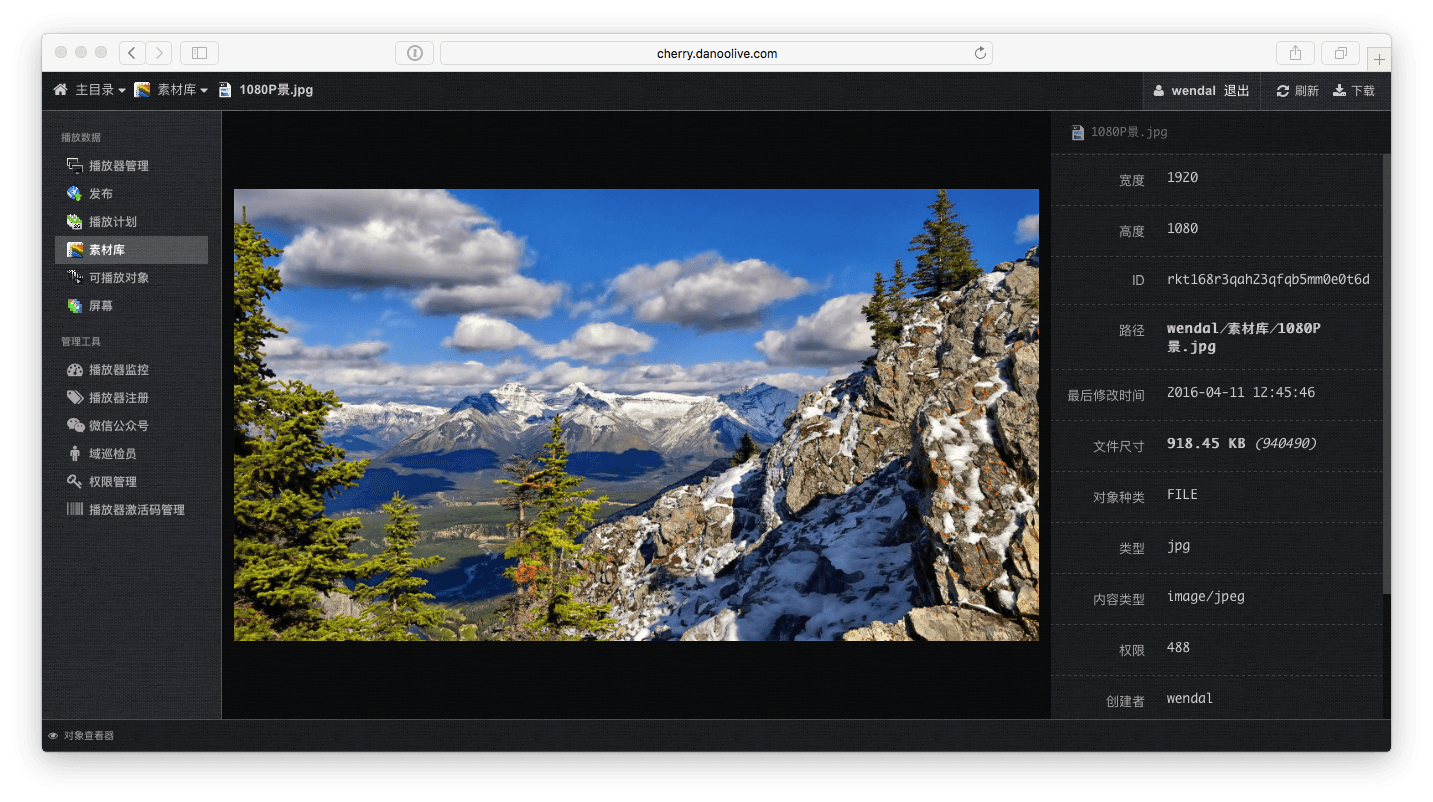 cherry.danoolive.com
主目录 素材库 1080P景.jpg wendal 退出 刷新 下载
播放数据
播放器管理
发布
播放计划
素材库
可播放对象
屏幕
管理工具
播放器监控
播放器注册
微信公众号
域巡检员
权限管理
播放器激活码管理
1080P景.jpg
宽度 1920
高度 1080
ID rkt168r3qah23qfqb5mm0e0t6d
路径 wendal/素材库/1080P
景.jpg
最后修改时间 2016-04-11 12:45:46
文件尺寸 918.45 KB (940490)
对象种类 FILE
类型 jpg
内容类型 image/jpeg
权限 488
创建者 wendal
对象查看器